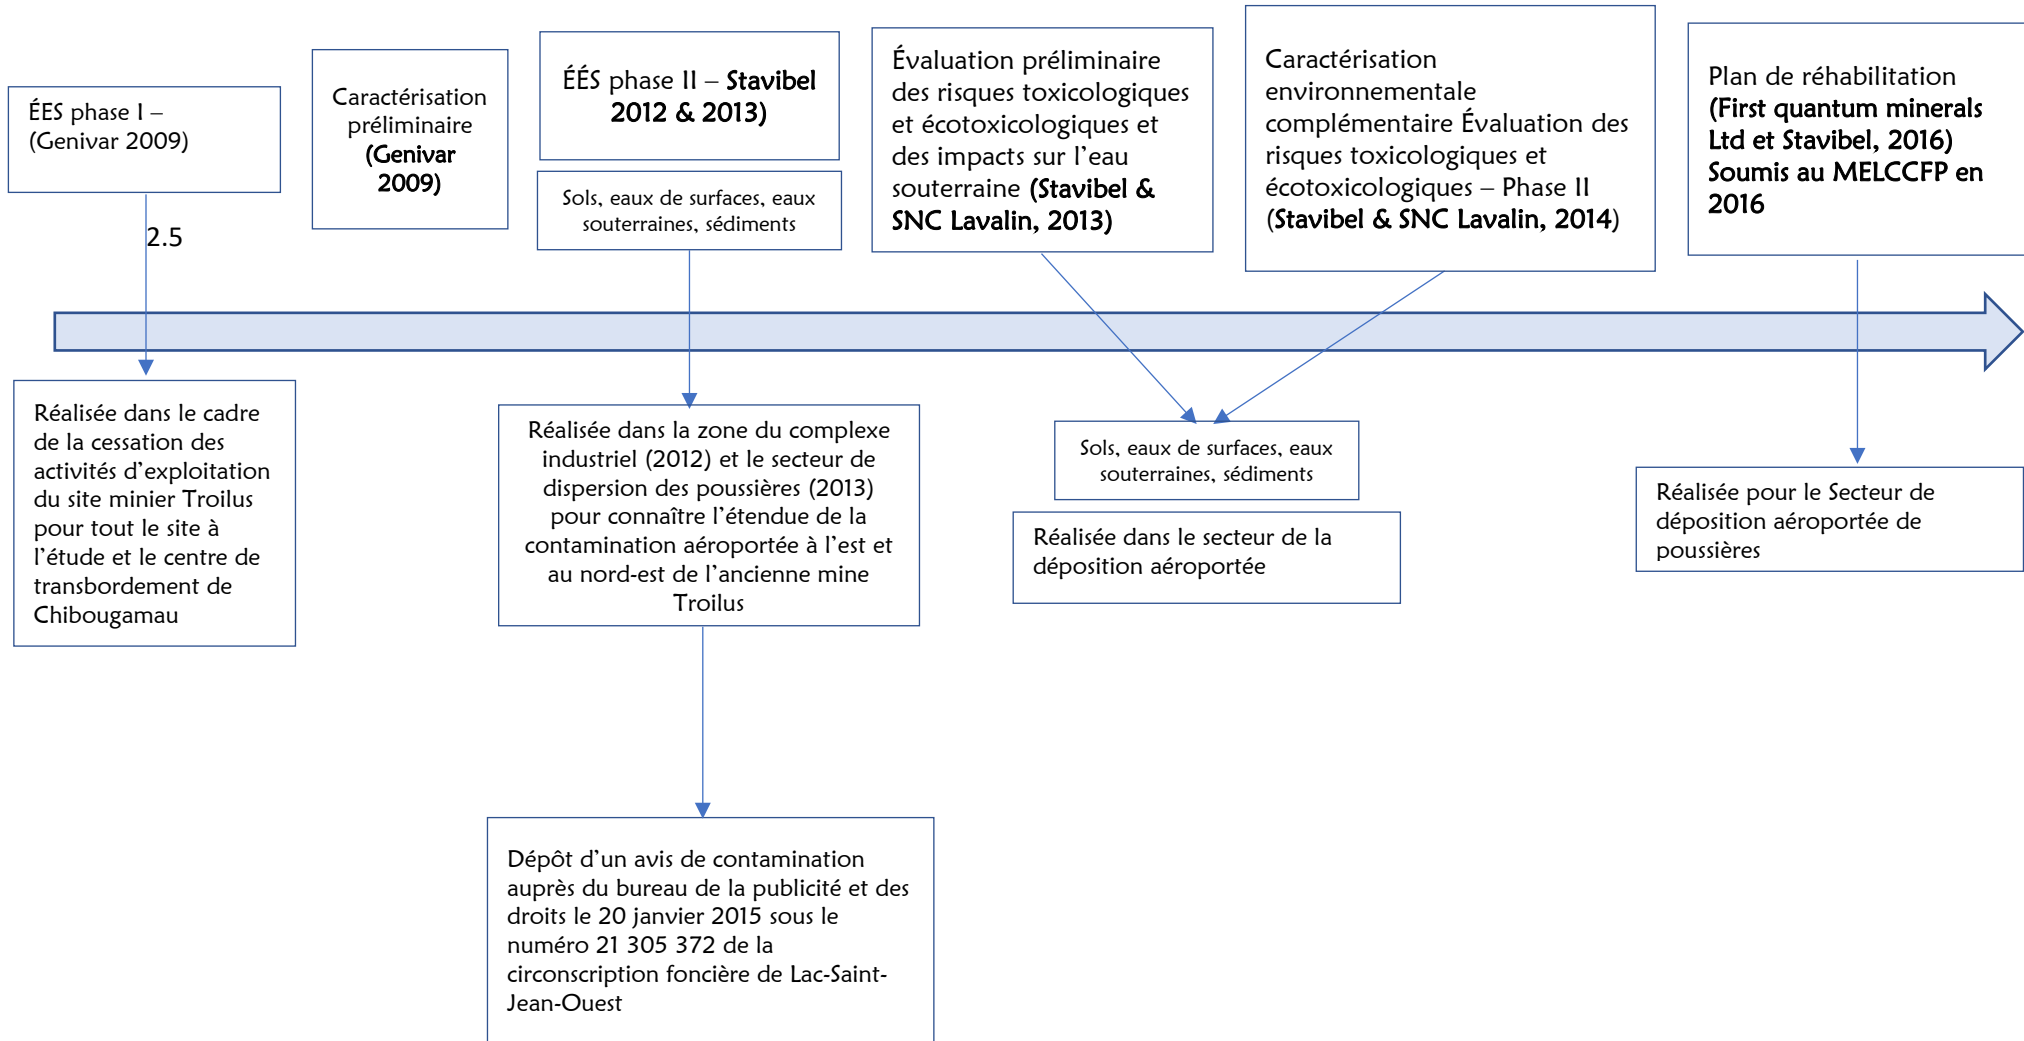 ÉES phase I –
(Genivar 2009)
2.5
Caractérisation
préliminaire
(Genivar
2009)
ÉÉS phase II – Stavibel
2012 & 2013)
Sols, eaux de surfaces, eaux
souterraines, sédiments
Évaluation préliminaire
des risques toxicologiques
et écotoxicologiques et
des impacts sur l’eau
souterraine (Stavibel &
SNC Lavalin, 2013)
Caractérisation
environnementale
complémentaire Évaluation des
risques toxicologiques et
écotoxicologiques – Phase II
(Stavibel & SNC Lavalin, 2014)
Plan de réhabilitation
(First quantum minerals
Ltd et Stavibel, 2016)
Soumis au MELCCFP en
2016
Réalisée dans le cadre
de la cessation des
activités d’exploitation
du site minier Troilus
pour tout le site à
l’étude et le centre de
transbordement de
Chibougamau
Réalisée dans la zone du complexe
industriel (2012) et le secteur de
dispersion des poussières (2013)
pour connaître l’étendue de la
contamination aéroportée à l’est et
au nord-est de l’ancienne mine
Troilus
Sols, eaux de surfaces, eaux
souterraines, sédiments
Réalisée dans le secteur de la
déposition aéroportée
Réalisée pour le Secteur de
déposition aéroportée de
poussières
Dépôt d’un avis de contamination
auprès du bureau de la publicité et des
droits le 20 janvier 2015 sous le
numéro 21 305 372 de la
circonscription foncière de Lac-Saint-
Jean-Ouest